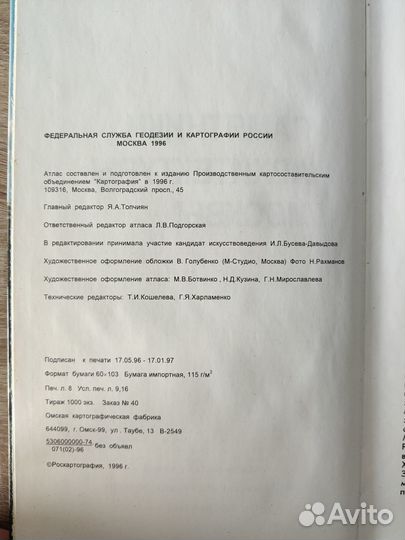 ФЕДЕРАЛЬНАЯ СЛУЖБА ГЕОДЕЗИИ И КАРТОГРАФИИ РОССИИ
МОСКВА 1996
Атлас составлен и подготовлен к изданию Производственным картосоставительским
объединением "Картография" в 1996 г.
109316, Москва, Волгоградский просп., 45
Главный редактор Я.А.Топчиян
Ответственный редактор атласа Л.В.Подгорская
В редактировании принимала участие кандидат искусствоведения И.Л.Бусева-Давыдова
Художественное оформление обложки В. Голубенко (М-Студио, Москва) Фото Н.Рахманов
Художественное оформление атласа: М.В.Ботвинко , Н.Д.Кузина, Г.Н.Мирославлева
Технические редакторы: Т.И.Кошелева, Г.Я.Харламенко
Подписан к печати 17.05.96 - 17.01.97
Формат бумаги 60-103 Бумага импортная, 115 г/м²
Печ. л. 8 Усл. печ. л. 9,16
Тираж 1000 экз. Заказ № 40
Омская картографическая фабрика
644099, г. Омск-99, ул . Таубе, 13 В-2549
5306000000-74
071(02)-96 без объявл
©Роскартография, 1996 г.
Avito